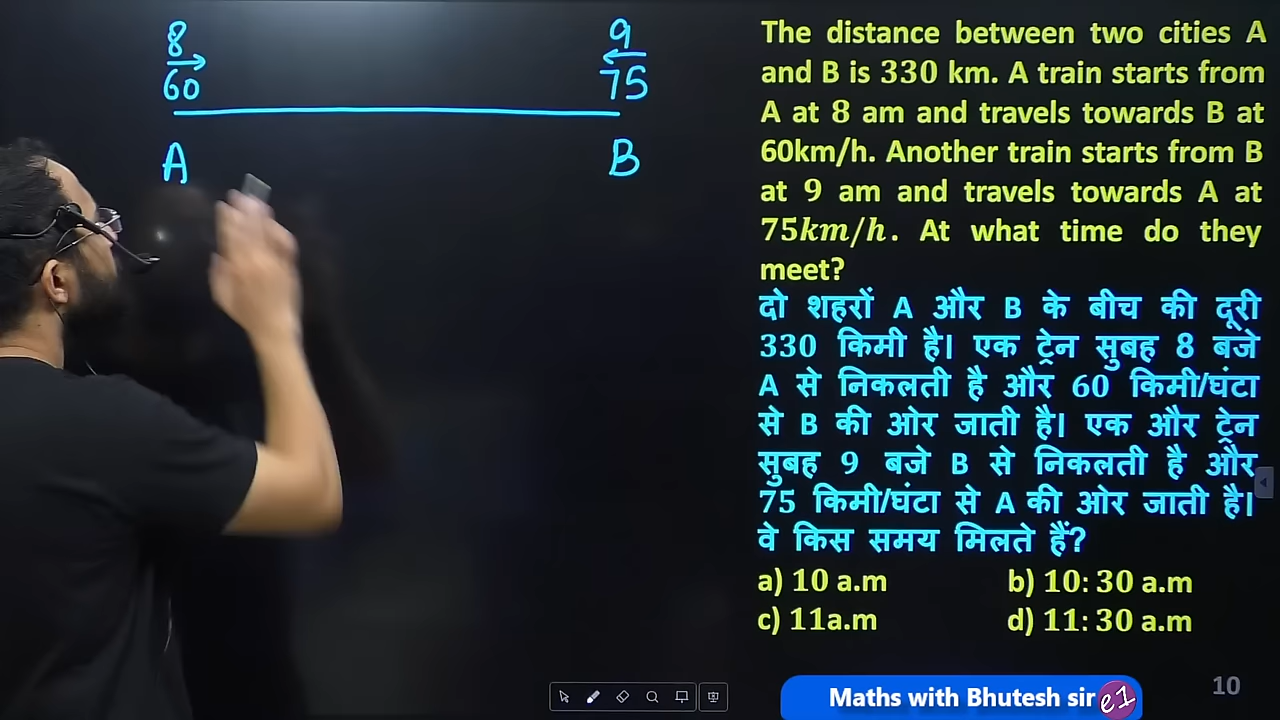 8 9
60 75
A B
The distance between two cities A
and B is 330 km. A train starts from
A at 8 am and travels towards B at
60km/h. Another train starts from B
at 9 am and travels towards A at
75km/h. At what time do they
meet?
दो शहरों A और B के बीच की दूरी
330 किमी है। एक ट्रेन सुबह 8 बजे
A से निकलती है और 60 किमी/घंटा
से B की ओर जाती है। एक और ट्रेन
सुबह 9 बजे B से निकलती है और
75 किमी/घंटा से A की ओर जाती है।
वे किस समय मिलते हैं?
a) 10 a.m b) 10: 30 a.m
c) 11a.m d) 11: 30 a.m
Maths with Bhutesh sir e1
10